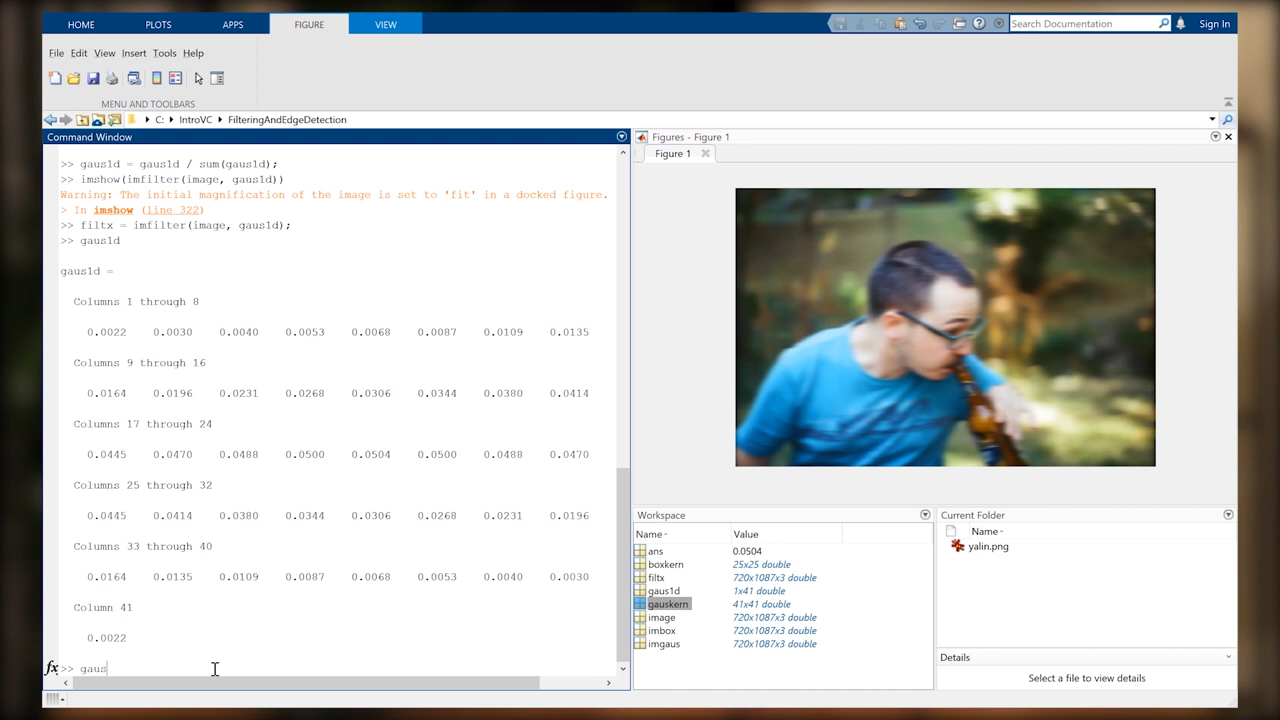 HOME PLOTS APPS FIGURE VIEW Search Documentation Sign In
File Edit View Insert Tools Help
MENU AND TOOLBARS
C: IntroVC FilteringAndEdgeDetection
Command Window
>> gaus1d = gaus1d / sum(gaus1d);
>> imshow(imfilter(image, gaus1d))
Warning: The initial magnification of the image is set to 'fit' in a docked figure.
> In imshow (line 322)
>> filtx = imfilter(image, gaus1d);
>> gaus1d
gaus1d =
Columns 1 through 8
0.0022 0.0030 0.0040 0.0053 0.0068 0.0087 0.0109 0.0135
Columns 9 through 16
0.0164 0.0196 0.0231 0.0268 0.0306 0.0344 0.0380 0.0414
Columns 17 through 24
0.0445 0.0470 0.0488 0.0500 0.0504 0.0500 0.0488 0.0470
Columns 25 through 32
0.0445 0.0414 0.0380 0.0344 0.0306 0.0268 0.0231 0.0196
Columns 33 through 40
0.0164 0.0135 0.0109 0.0087 0.0068 0.0053 0.0040 0.0030
Column 41
0.0022
fx >> gaus
Figures - Figure 1
Figure 1
Workspace
Name Value
ans 0.0504
boxkern 25x25 double
filtx 720x1087x3 double
gaus1d 1x41 double
gauskern 41x41 double
image 720x1087x3 double
imbox 720x1087x3 double
imgaus 720x1087x3 double
Current Folder
Name
yalin.png
Details
Select a file to view details